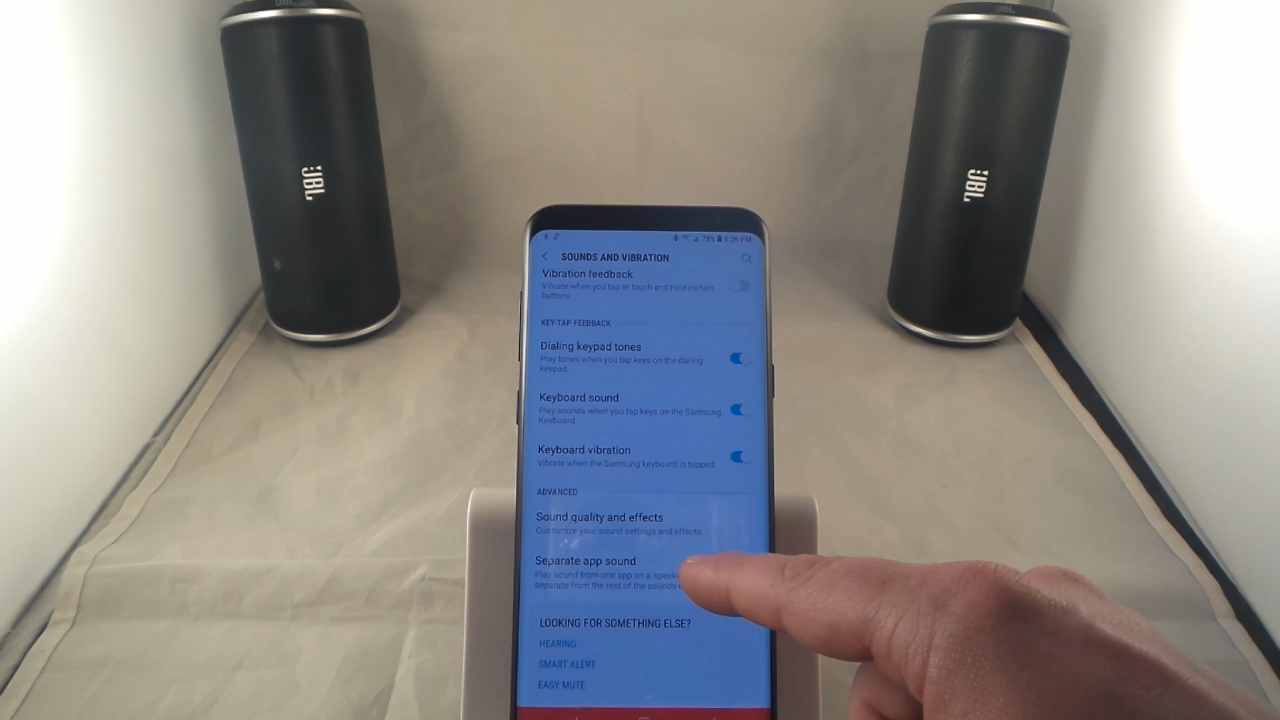 JBL
JBL
78% 6:26 PM
SOUNDS AND VIBRATION
Vibration feedback
Vibrate when you tap or touch and hold certain
buttons
KEY-TAP FEEDBACK
Dialing keypad tones
Play tones when you tap keys on the dialing
keypad.
Keyboard sound
Play sounds when you tap keys on the Samsung
Keyboard
Keyboard vibration
Vibrate when the Samsung keyboard is tapped.
ADVANCED
Sound quality and effects
Customize your sound settings and effects.
Separate app sound
Play sound from one app on a
separate from the rest of the sounds
LOOKING FOR SOMETHING ELSE?
HEARING
SMART ALERT
EASY MUTE